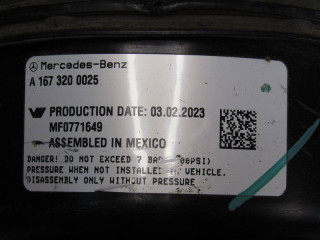 Mercedes-Benz
A 167 320 0025
PRODUCTION DATE: 03.02.2023
MF0771649
ASSEMBLED IN MEXICO
DANGER! DO NOT EXCEED 7 BAR
PRESSURE WHEN NOT INSTALLED IN VEHICLE.
DISASSEMBLY ONLY WITHOUT PRESSURE